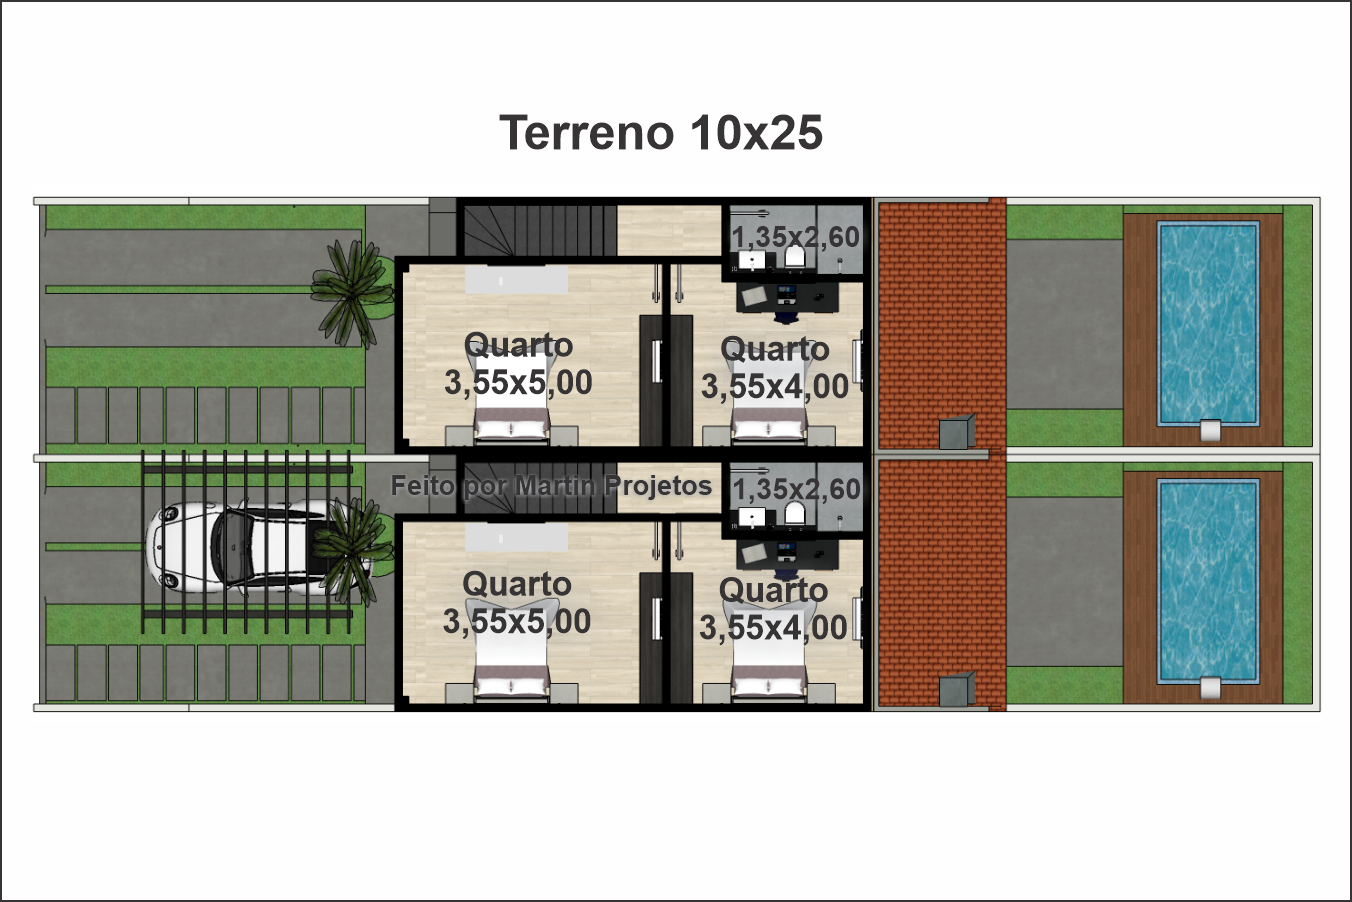 Terreno 10x25
1,35x2,60
Quarto
3,55x5,00
Quarto
3,55x4,00
Feito por Martin Projetos
1,35x2,60
Quarto
3,55x5,00
Quarto
3,55x4,00